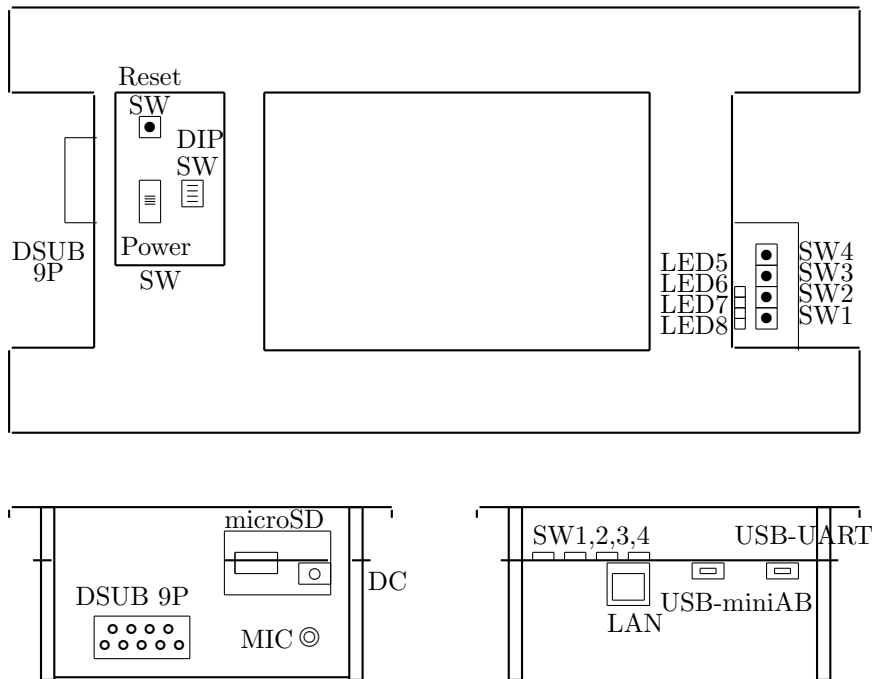 Reset
SW
DIP
SW
DSUB
9P
Power
SW
LED5
LED6
LED7
LED8
SW4
SW3
SW2
SW1
microSD
DC
DSUB 9P
MIC
SW1,2,3,4
USB-UART
USB-miniAB
LAN